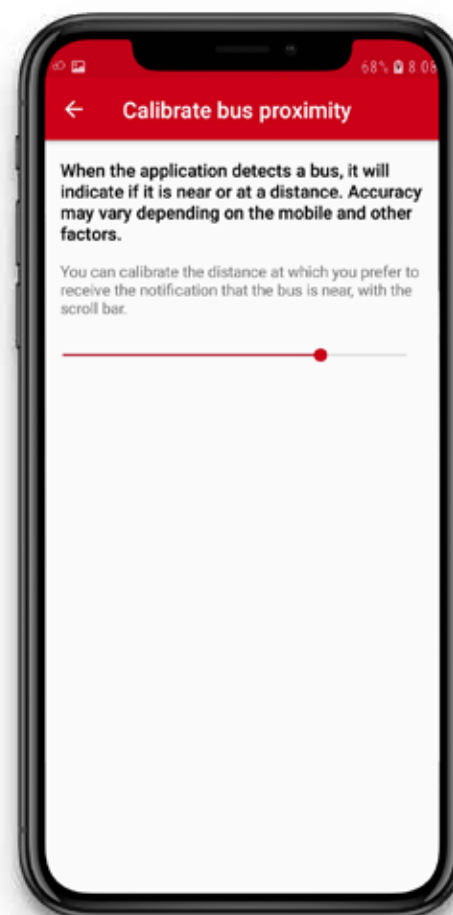 68% 8:08
Calibrate bus proximity
When the application detects a bus, it will
indicate if it is near or at a distance. Accuracy
may vary depending on the mobile and other
factors.
You can calibrate the distance at which you prefer to
receive the notification that the bus is near, with the
scroll bar.